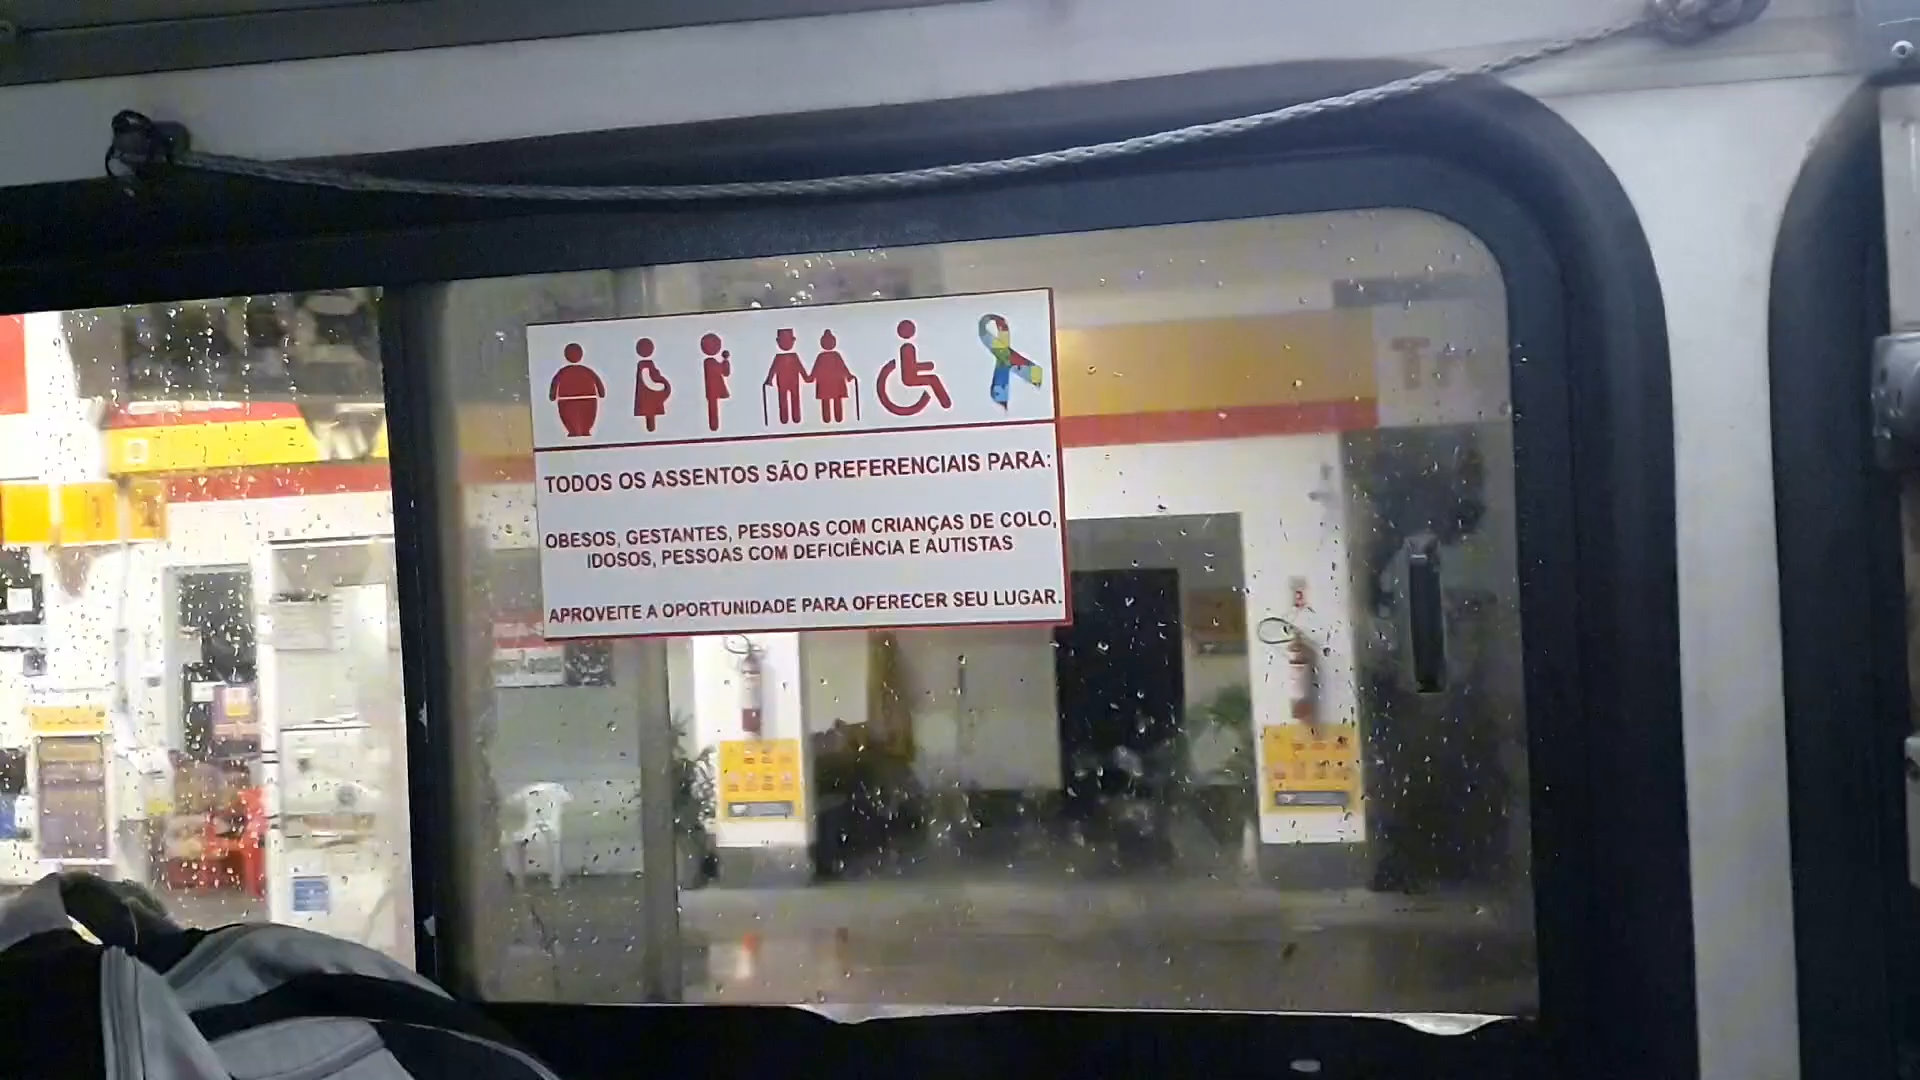 TODOS OS ASSENTOS SÃO PREFERENCIAIS PARA:
OBESOS, GESTANTES, PESSOAS COM CRIANÇAS DE COLO,
IDOSOS, PESSOAS COM DEFICIÊNCIA E AUTISTAS
APROVEITE A OPORTUNIDADE PARA OFERECER SEU LUGAR.